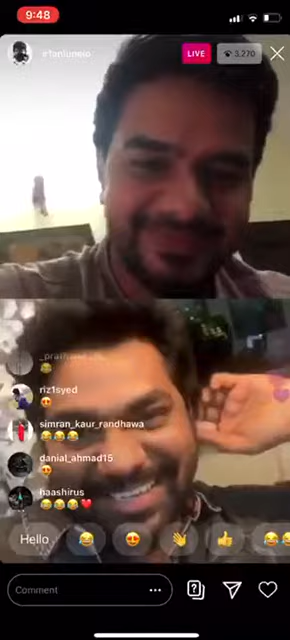 9:48
LIVE
3,270
riz1syed
😍
simran_kaur_randhawa
😂😂😂
danial_ahmad15
😍
haashirus
😂😂😂❤️
Hello
Comment